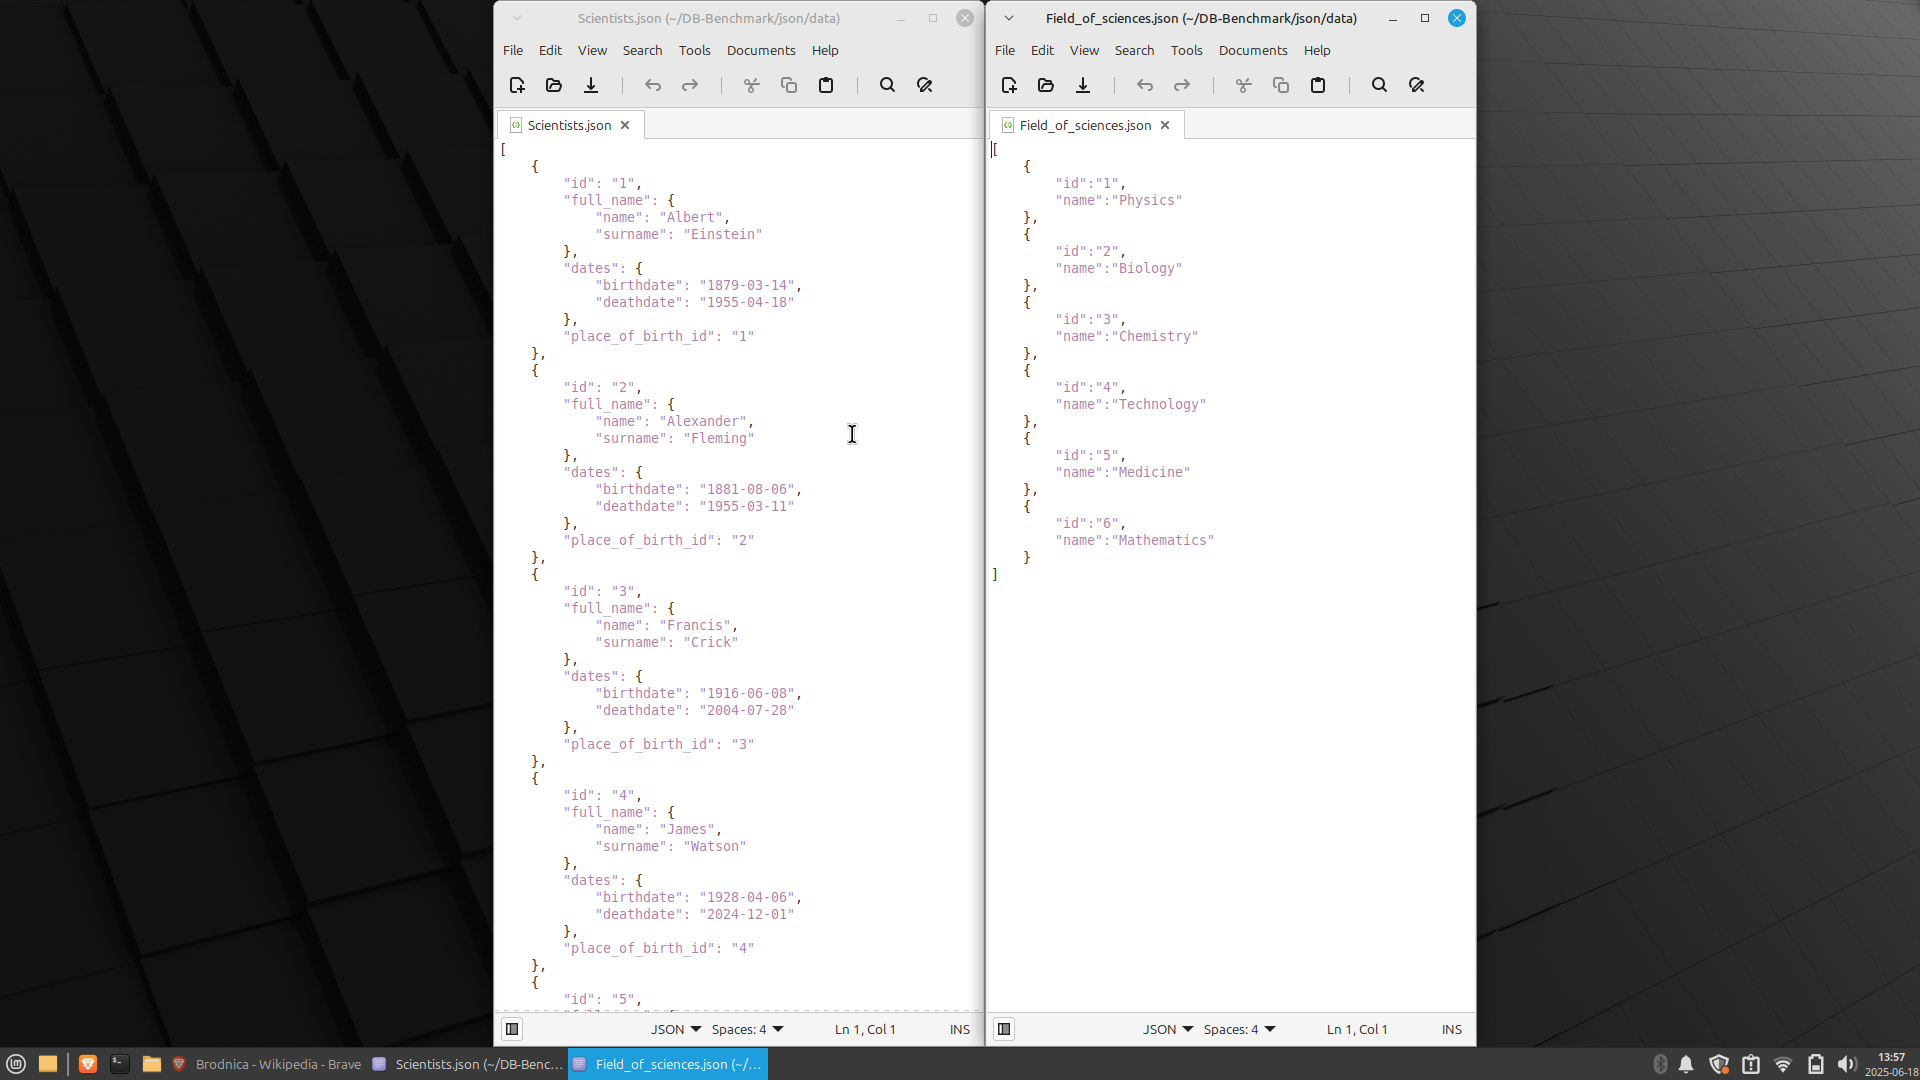 Scientists.json (~/DB-Benchmark/json/data)
File Edit View Search Tools Documents Help
Scientists.json
[
    {
        "id": "1",
        "full_name": {
            "name": "Albert",
            "surname": "Einstein"
        },
        "dates": {
            "birthdate": "1879-03-14",
            "deathdate": "1955-04-18"
        },
        "place_of_birth_id": "1"
    },
    {
        "id": "2",
        "full_name": {
            "name": "Alexander",
            "surname": "Fleming"
        },
        "dates": {
            "birthdate": "1881-08-06",
            "deathdate": "1955-03-11"
        },
        "place_of_birth_id": "2"
    },
    {
        "id": "3",
        "full_name": {
            "name": "Francis",
            "surname": "Crick"
        },
        "dates": {
            "birthdate": "1916-06-08",
            "deathdate": "2004-07-28"
        },
        "place_of_birth_id": "3"
    },
    {
        "id": "4",
        "full_name": {
            "name": "James",
            "surname": "Watson"
        },
        "dates": {
            "birthdate": "1928-04-06",
            "deathdate": "2024-12-01"
        },
        "place_of_birth_id": "4"
    },
    {
        "id": "5",
JSON Spaces: 4 Ln 1, Col 1 INS
Field_of_sciences.json (~/DB-Benchmark/json/data)
File Edit View Search Tools Documents Help
Field_of_sciences.json
[
    {
        "id":"1",
        "name":"Physics"
    },
    {
        "id":"2",
        "name":"Biology"
    },
    {
        "id":"3",
        "name":"Chemistry"
    },
    {
        "id":"4",
        "name":"Technology"
    },
    {
        "id":"5",
        "name":"Medicine"
    },
    {
        "id":"6",
        "name":"Mathematics"
    }
]
JSON Spaces: 4 Ln 1, Col 1 INS
Brodnica - Wikipedia - Brave
Scientists.json (~/DB-Benc...
Field_of_sciences.json (~/...
13:57
2025-06-18